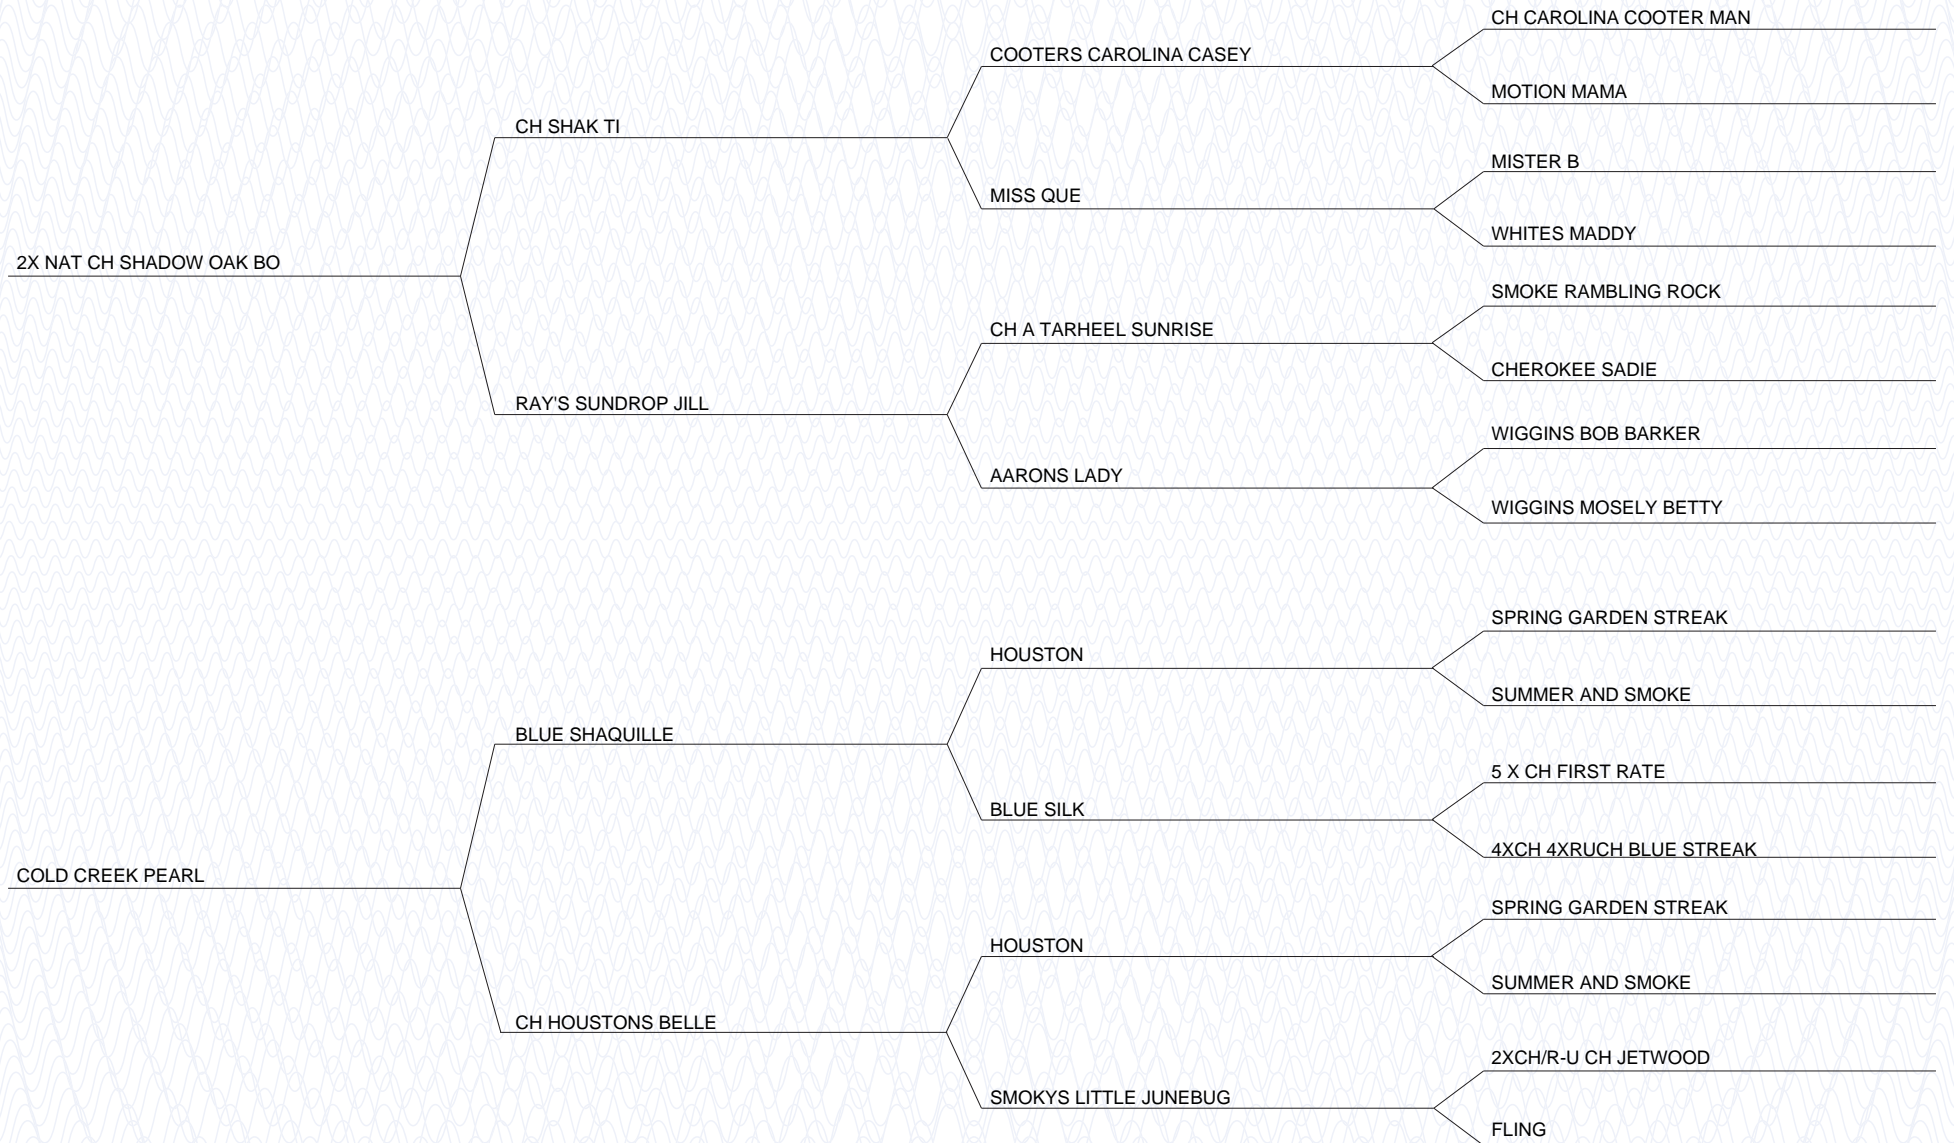 CH CAROLINA COOTER MAN
COOTERS CAROLINA CASEY
MOTION MAMA
CH SHAK TI
MISTER B
MISS QUE
WHITES MADDY
2X NAT CH SHADOW OAK BO
SMOKE RAMBLING ROCK
CH A TARHEEL SUNRISE
CHEROKEE SADIE
RAY'S SUNDROP JILL
WIGGINS BOB BARKER
AARONS LADY
WIGGINS MOSELY BETTY
SPRING GARDEN STREAK
HOUSTON
SUMMER AND SMOKE
BLUE SHAQUILLE
5 X CH FIRST RATE
BLUE SILK
4XCH 4XRUCH BLUE STREAK
COLD CREEK PEARL
SPRING GARDEN STREAK
HOUSTON
SUMMER AND SMOKE
CH HOUSTONS BELLE
2XCH/R-U CH JETWOOD
SMOKYS LITTLE JUNEBUG
FLING